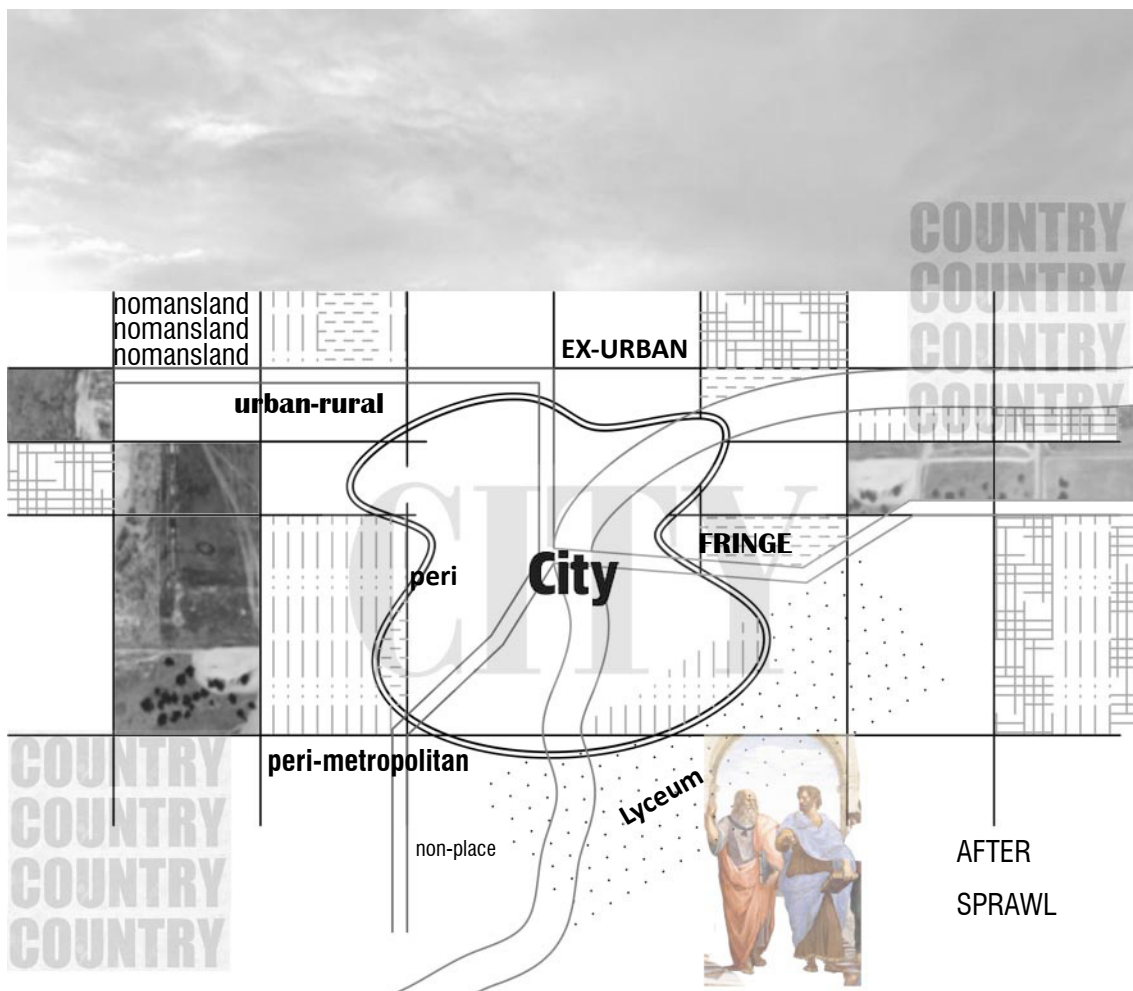 COUNTRY
COUNTRY
COUNTRY
COUNTRY
nomansland
nomansland
nomansland
EX-URBAN
urban-rural
CITY
FRINGE
City
peri
peri-metropolitan
Lyceum
non-place
COUNTRY
COUNTRY
COUNTRY
COUNTRY
AFTER
SPRAWL